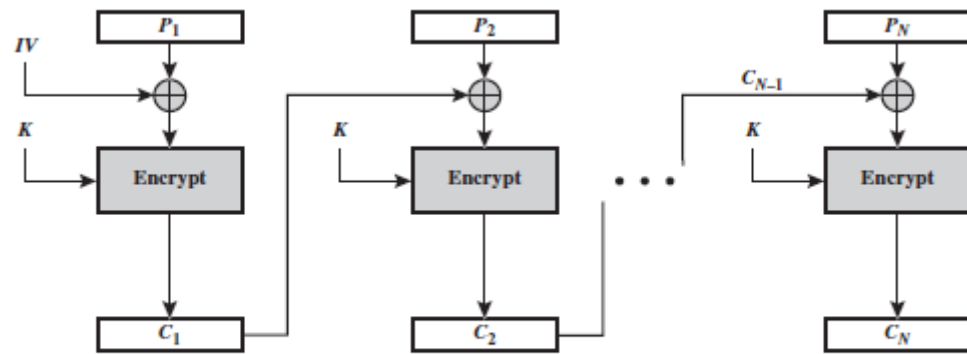 P1 P2 PN
IV
CN–1
K K K
Encrypt Encrypt Encrypt
C1 C2 CN